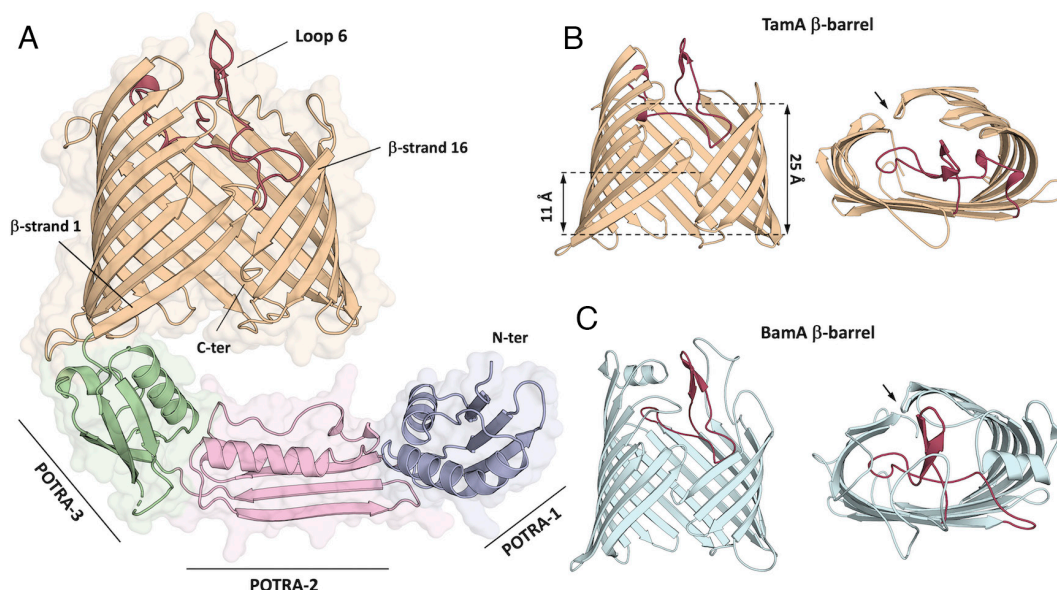 A
Loop 6
β-strand 16
β-strand 1
C-ter
N-ter
POTRA-3
POTRA-2
POTRA-1
B
TamA β-barrel
11 Å
25 Å
C
BamA β-barrel